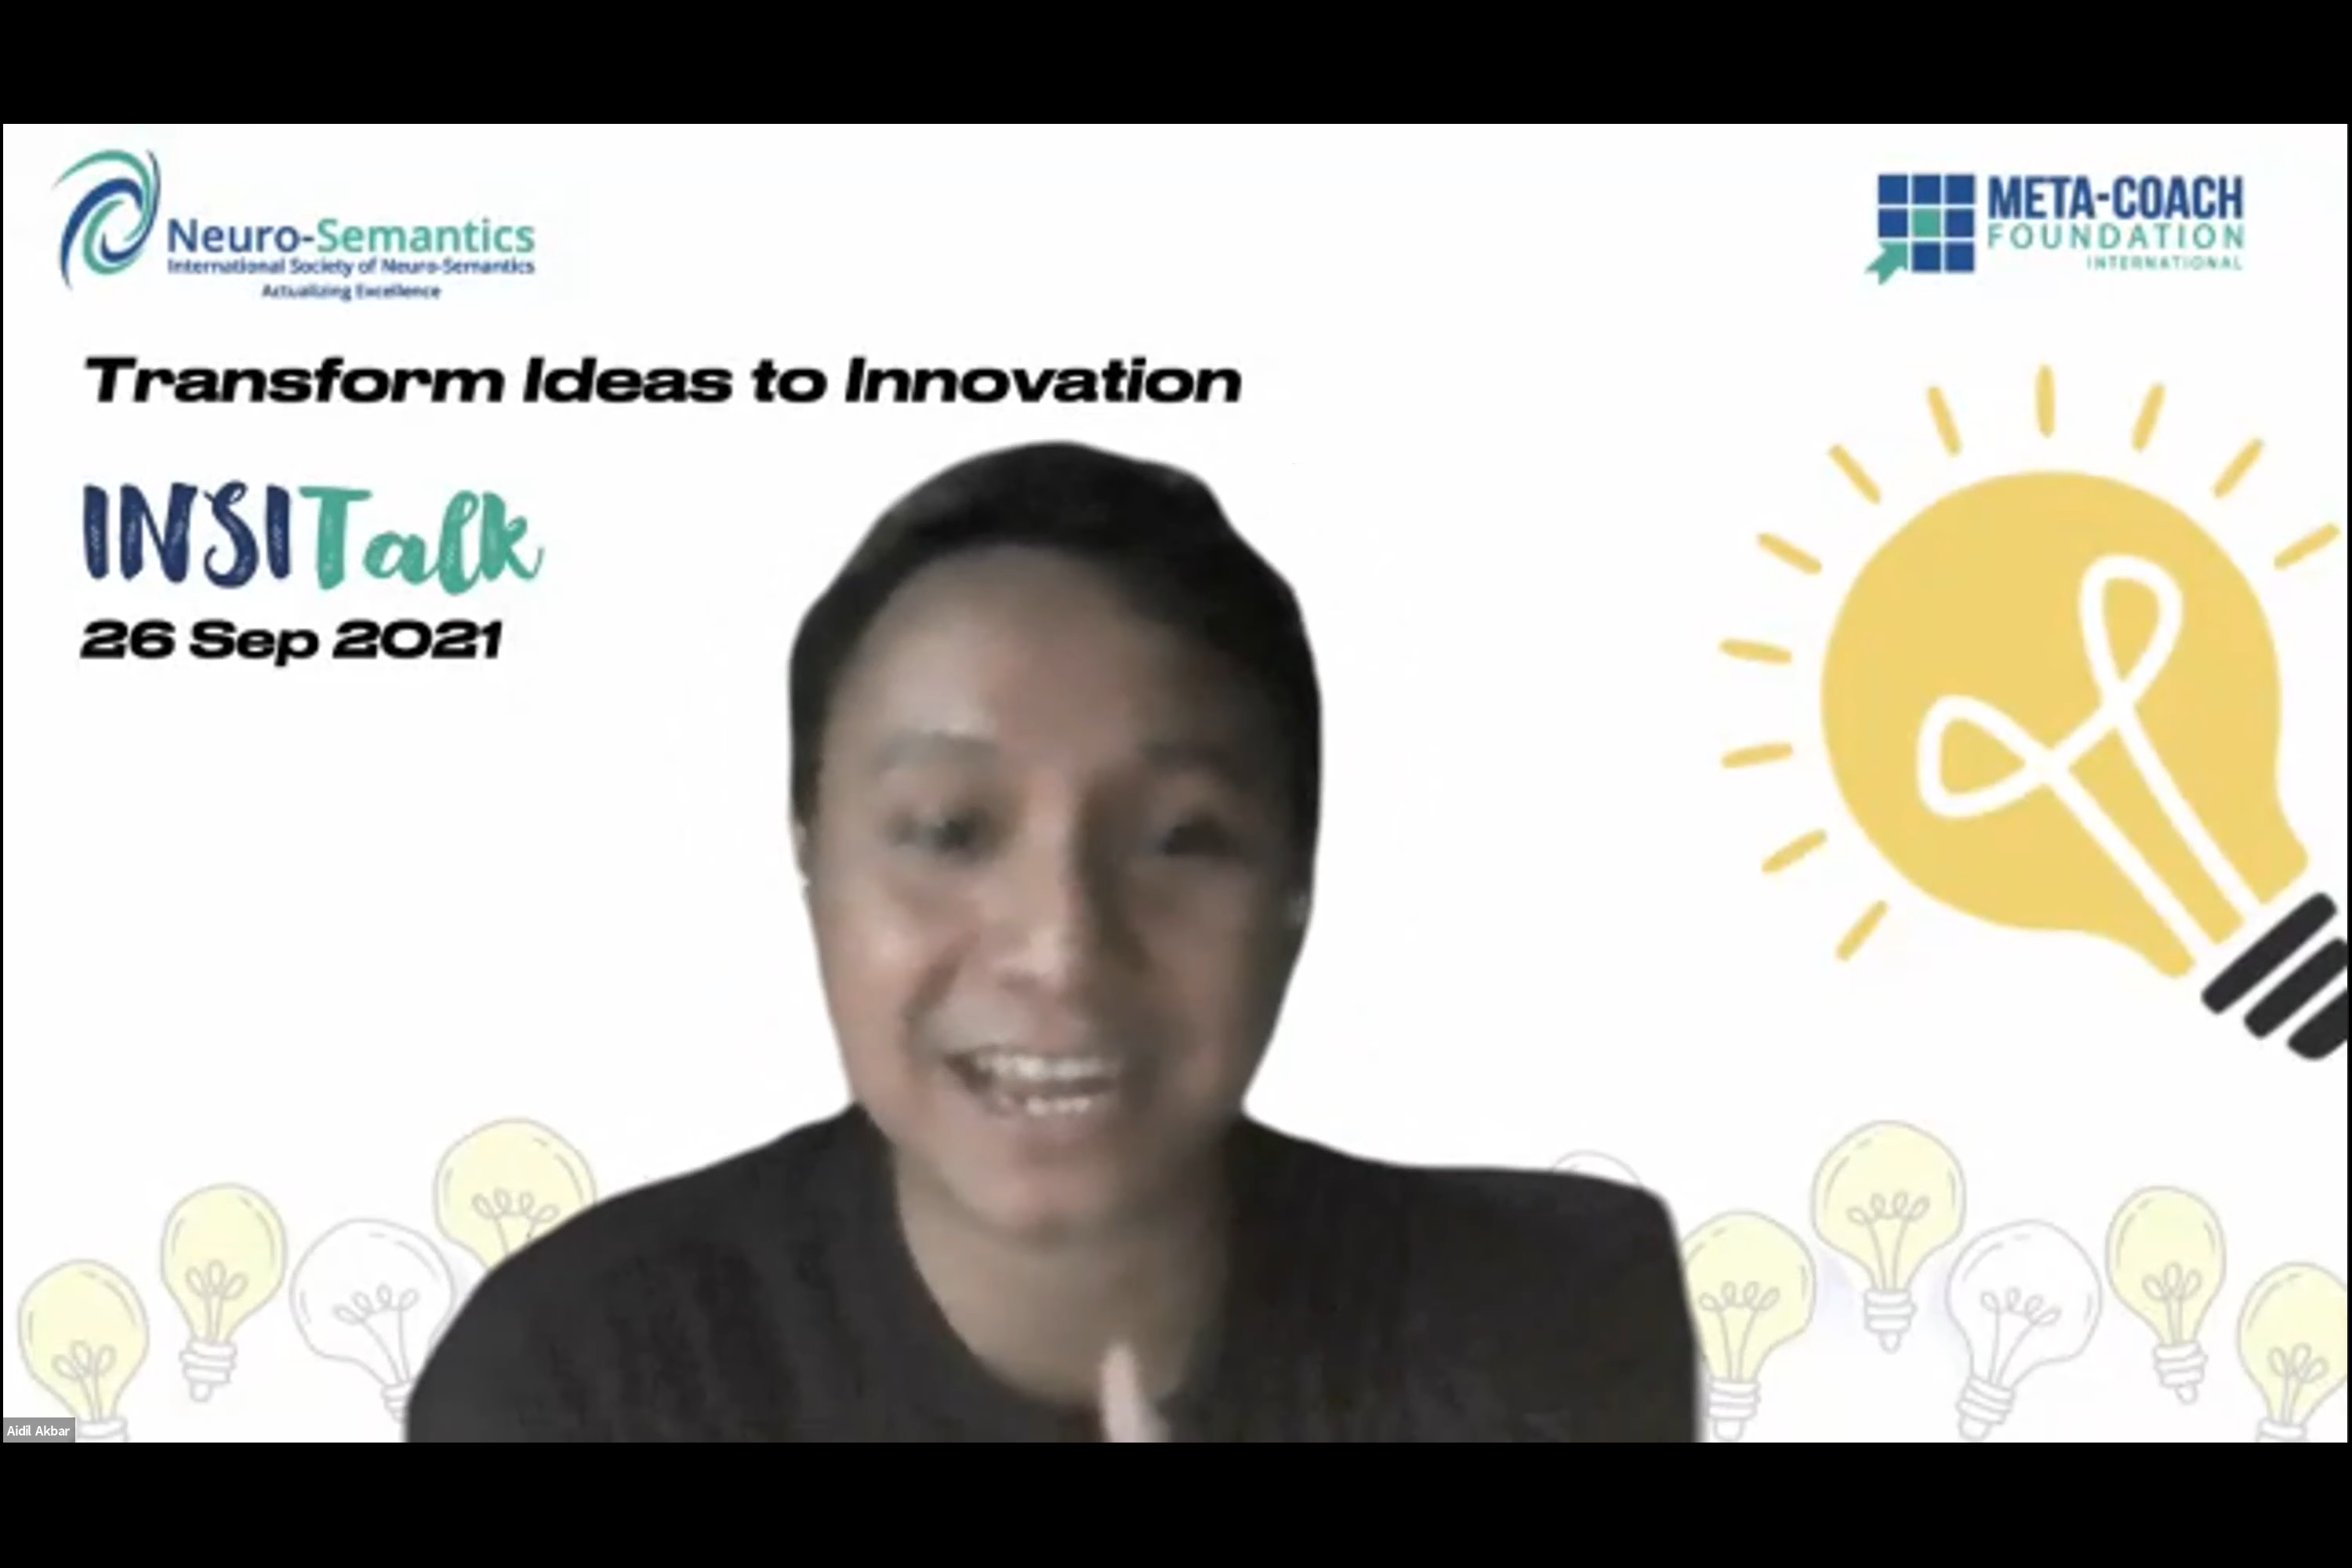 Neuro-Semantics
International Society of Neuro-Semantics
Actualizing Excellence
META-COACH
FOUNDATION
INTERNATIONAL
Transform Ideas to Innovation
INSITalk
26 Sep 2021
Aidil Akbar